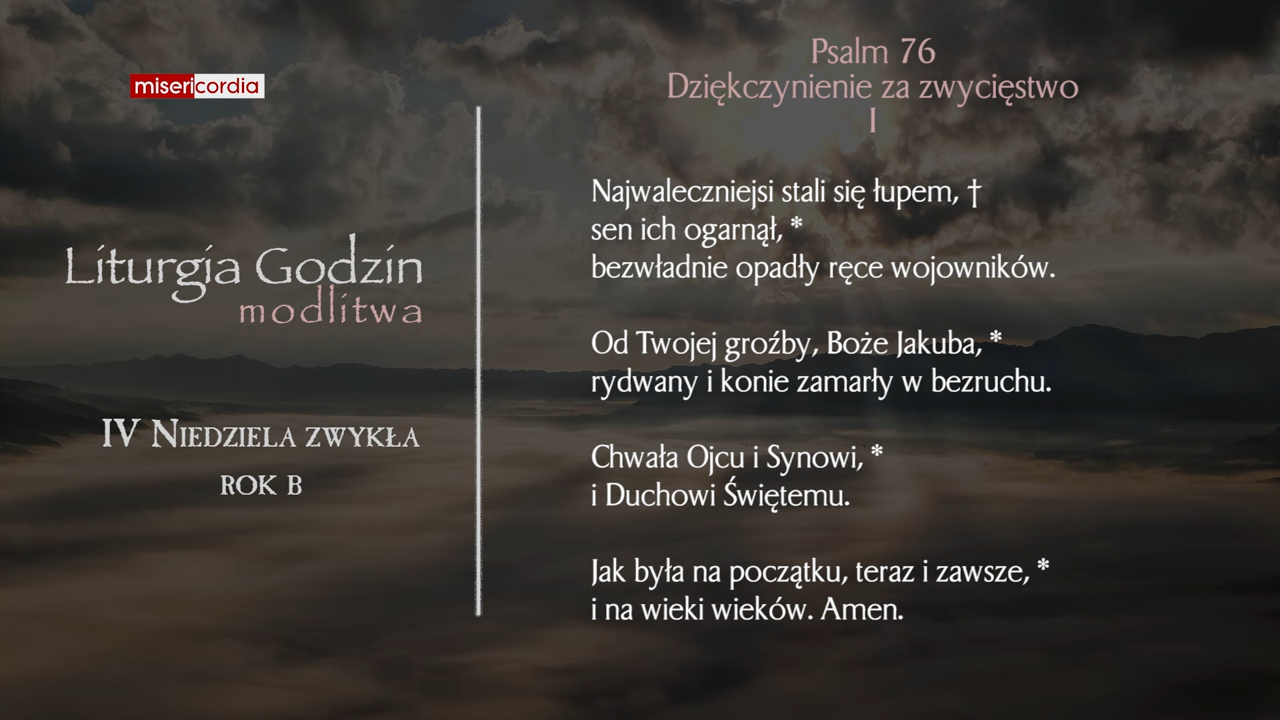 misericordia
Liturgia Godzin
modlitwa
IV Niedziela zwykła
rok B
Psalm 76
Dziękczynienie za zwycięstwo
I
Najwaleczniejsi stali się łupem, †
sen ich ogarnął, *
bezwładnie opadły ręce wojowników.
Od Twojej groźby, Boże Jakuba, *
rydwany i konie zamarły w bezruchu.
Chwała Ojcu i Synowi, *
i Duchowi Świętemu.
Jak była na początku, teraz i zawsze, *
i na wieki wieków. Amen.